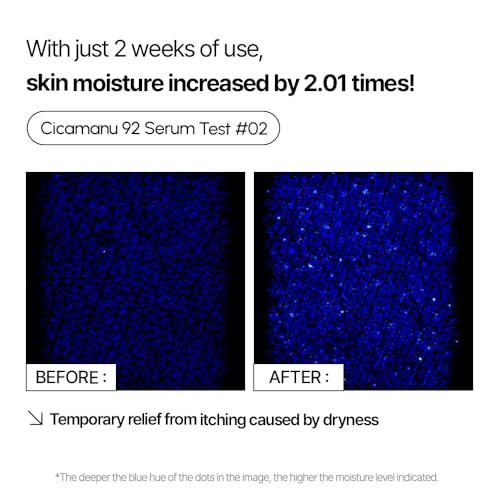 With just 2 weeks of use,
skin moisture increased by 2.01 times!
Cicamanu 92 Serum Test #02
BEFORE :
AFTER :
Temporary relief from itching caused by dryness
*The deeper the blue hue of the dots in the image, the higher the moisture level indicated.